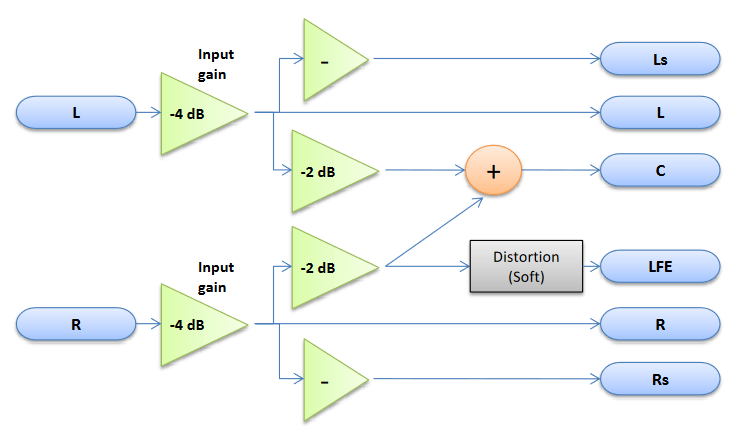 Input
gain
–
Ls
L
-4 dB
L
-2 dB
+
C
Input
gain
-2 dB
Distortion
(Soft)
LFE
R
-4 dB
R
–
Rs